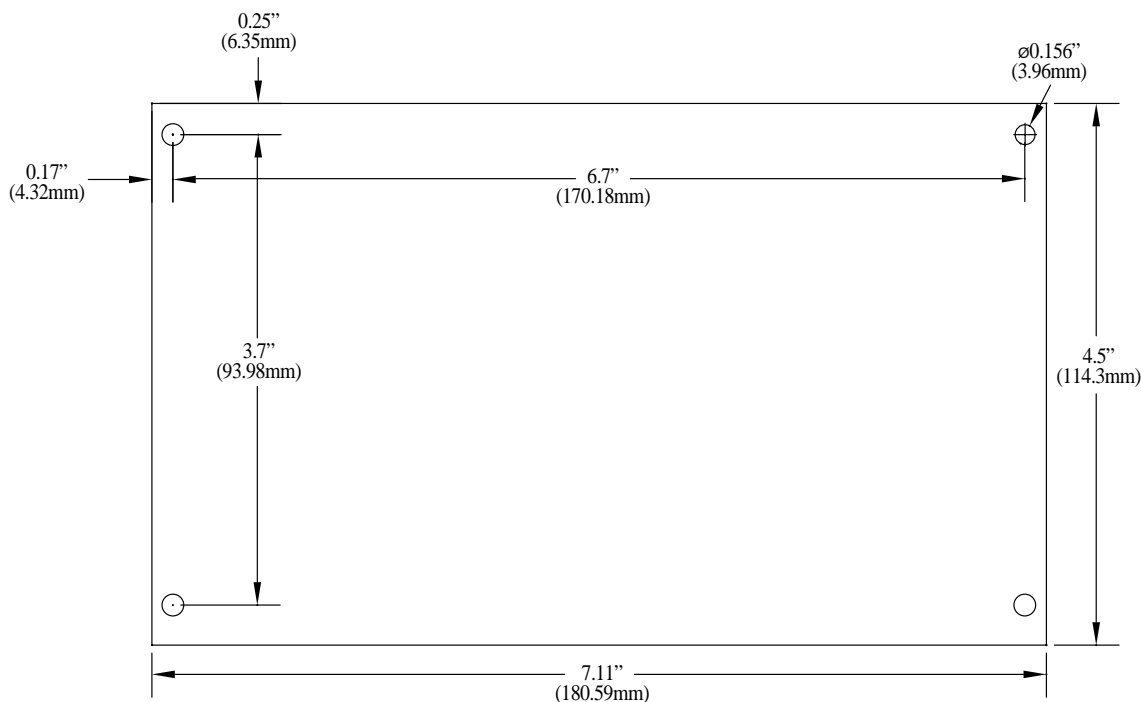 0.25”
(6.35mm)
ø0.156”
(3.96mm)
0.17”
(4.32mm)
6.7”
(170.18mm)
3.7”
(93.98mm)
4.5”
(114.3mm)
7.11”
(180.59mm)